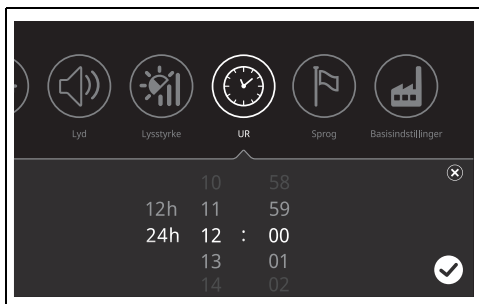 Lyd Lysstyrke UR Sprog Basisindstillinger
10 58
12h 11 59
24h 12 : 00
13 01
14 02